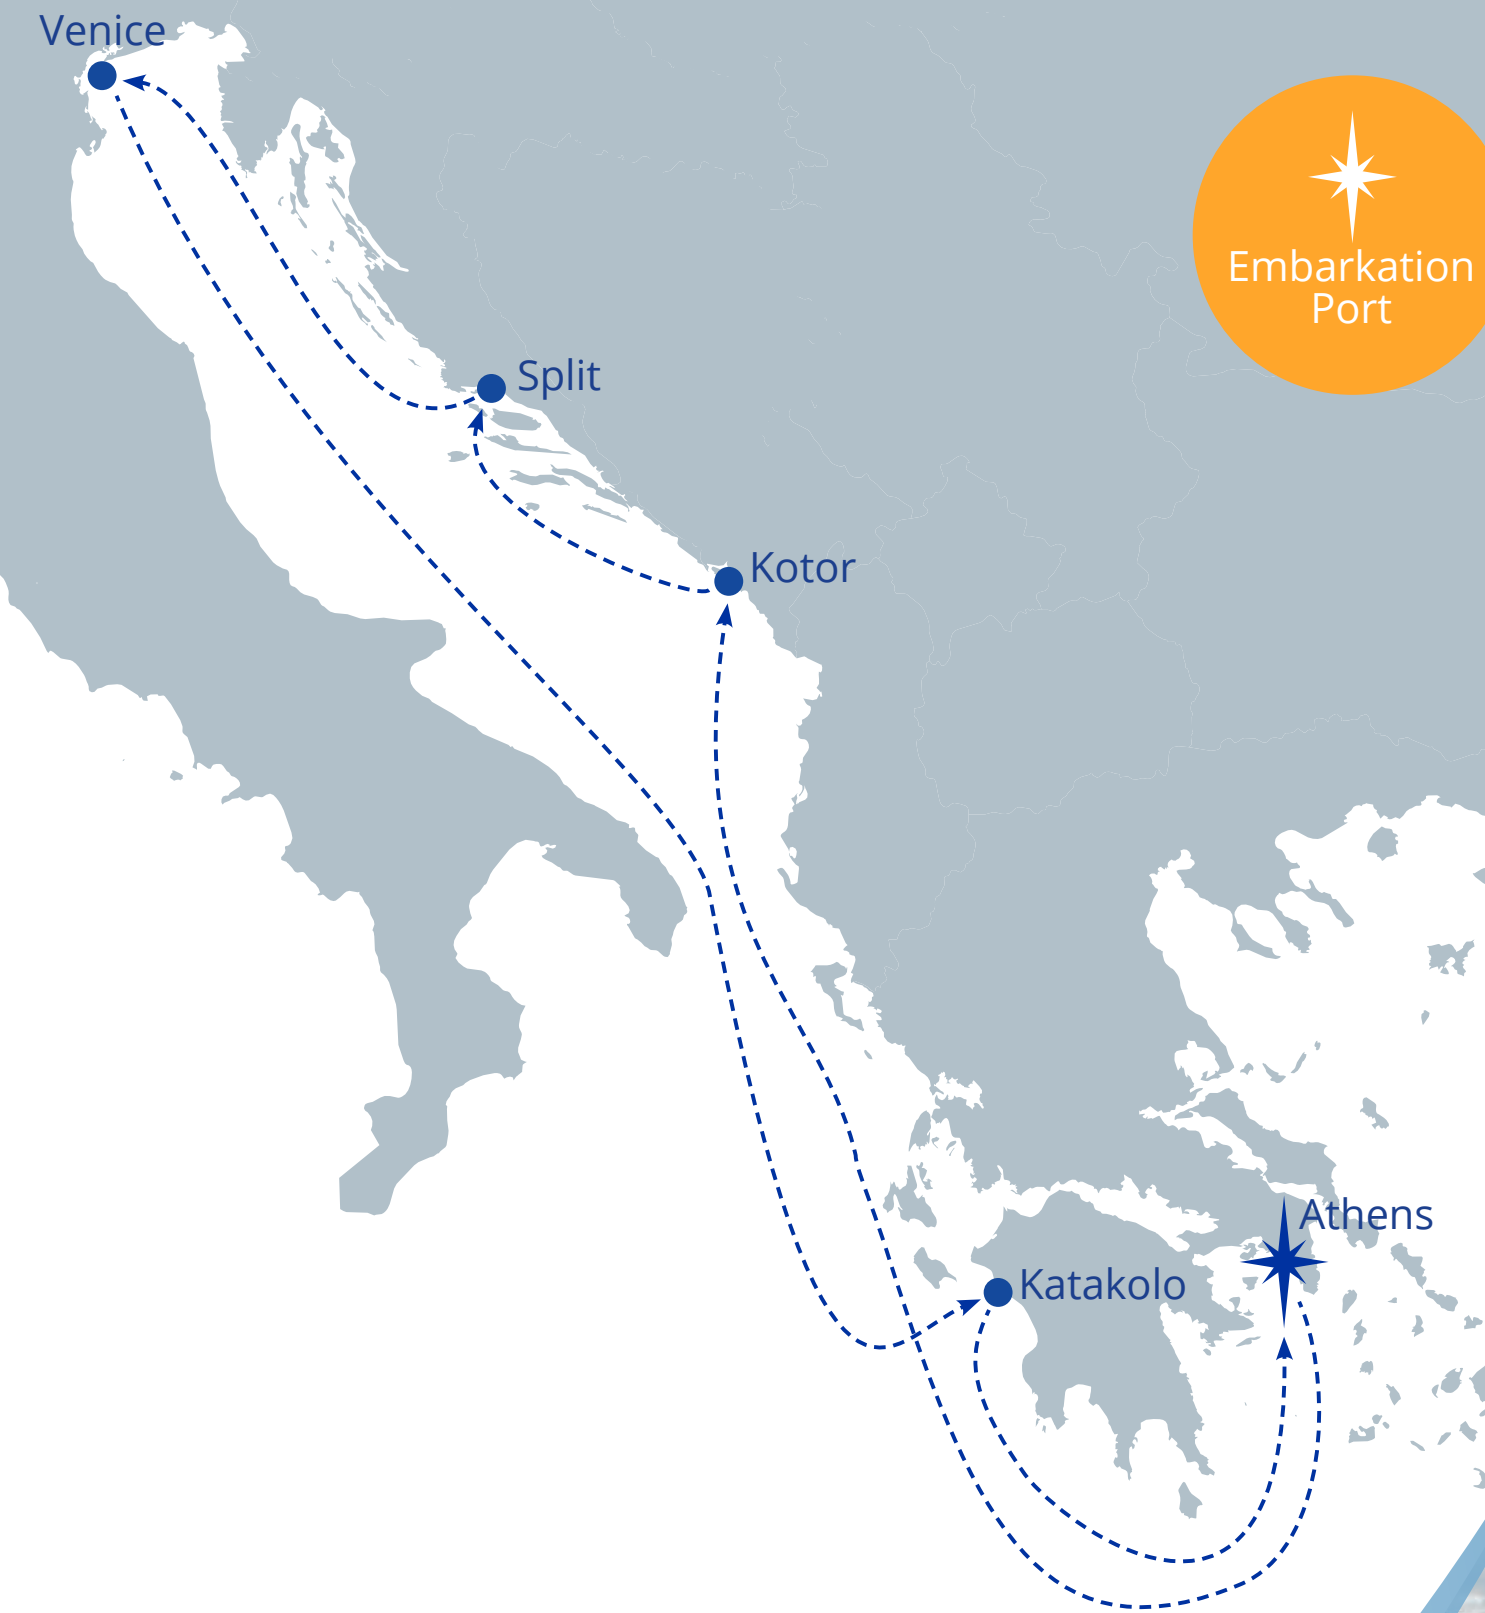 Venice
Embarkation
Port
Split
Kotor
Athens
Katakolo